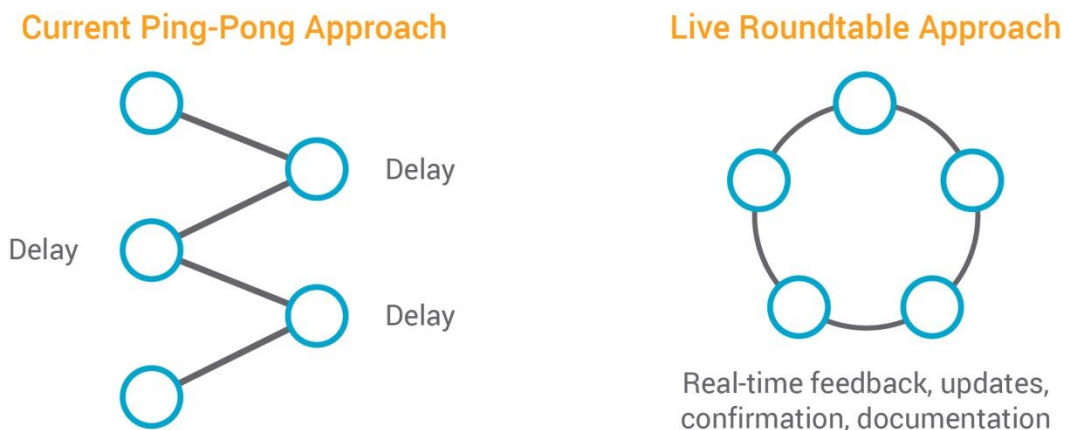 Current Ping-Pong Approach
Delay
Delay
Delay
Live Roundtable Approach
Real-time feedback, updates,
confirmation, documentation